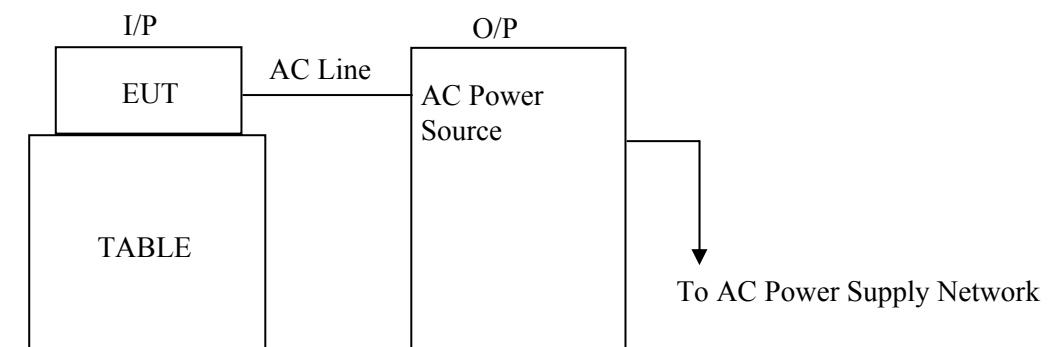 I/P
O/P
EUT
AC Line
AC Power
Source
TABLE
To AC Power Supply Network